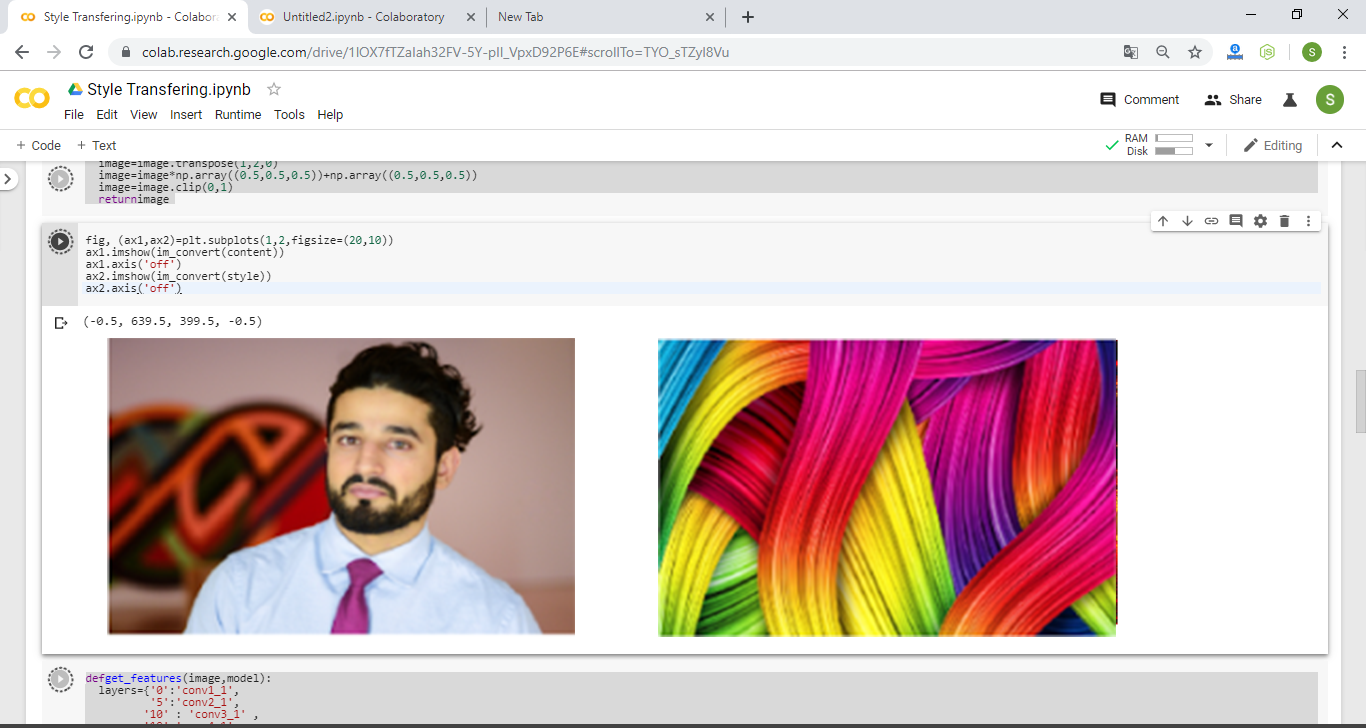 Style Transfering.ipynb - Colabora
Untitled2.ipynb - Colaboratory
New Tab
colab.research.google.com/drive/1IOX7fTZaIah32FV-5Y-pII_VpxD92P6E#scrollTo=TYO_sTZyI8Vu
S
Style Transfering.ipynb
Comment
Share
S
File Edit View Insert Runtime Tools Help
+ Code + Text
RAM
Disk
Editing
image=image.transpose(1,2,0)
image=image*np.array((0.5,0.5,0.5))+np.array((0.5,0.5,0.5))
image=image.clip(0,1)
returnimage
fig, (ax1,ax2)=plt.subplots(1,2,figsize=(20,10))
ax1.imshow(im_convert(content))
ax1.axis('off')
ax2.imshow(im_convert(style))
ax2.axis('off')
(-0.5, 639.5, 399.5, -0.5)
defget_features(image,model):
layers={'0':'conv1_1',
'5':'conv2_1',
'10' : 'conv3_1' ,